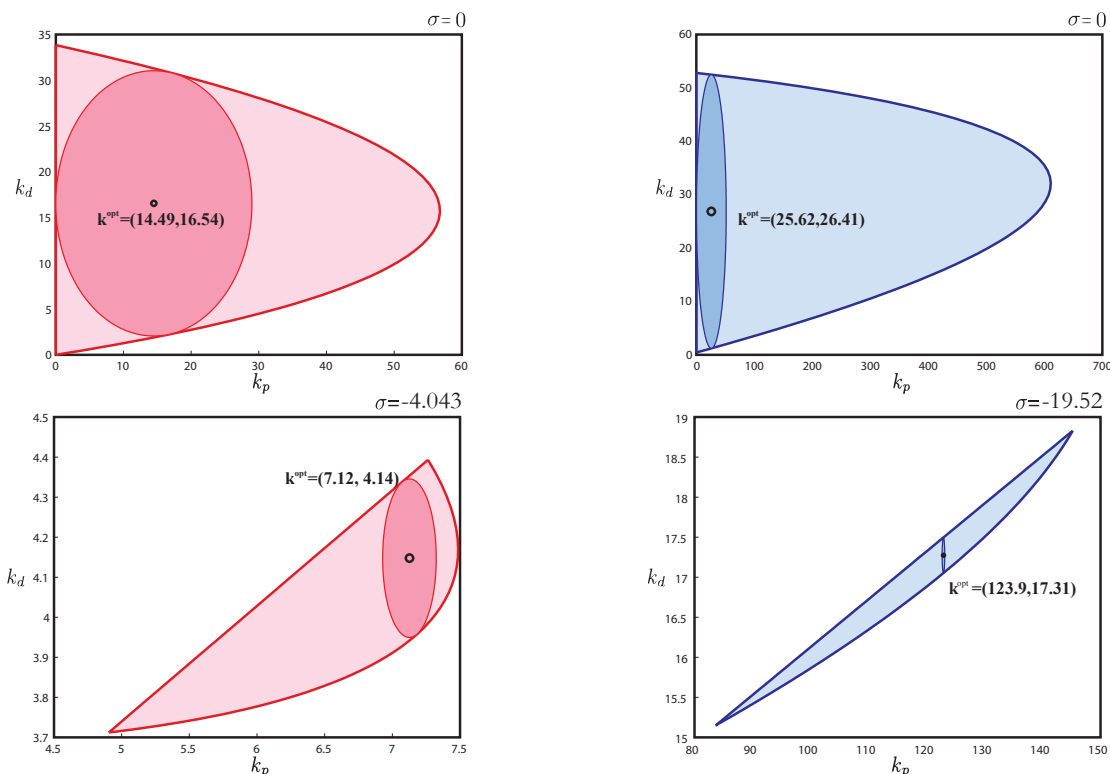 σ=0
35
30
25
20
15
10
5
0
k_d
k^opt=(14.49,16.54)
0 10 20 30 40 50 60
k_p
σ=0
60
50
40
30
20
10
0
k_d
k^opt=(25.62,26.41)
0 100 200 300 400 500 600 700
k_p
σ=-4.043
4.5
4.4
4.3
4.2
4.1
4
3.9
3.8
3.7
k_d
k^opt=(7.12, 4.14)
4.5 5 5.5 6 6.5 7 7.5
k_p
σ=-19.52
19
18.5
18
17.5
17
16.5
16
15.5
15
k_d
k^opt=(123.9,17.31)
80 90 100 110 120 130 140 150
k_p